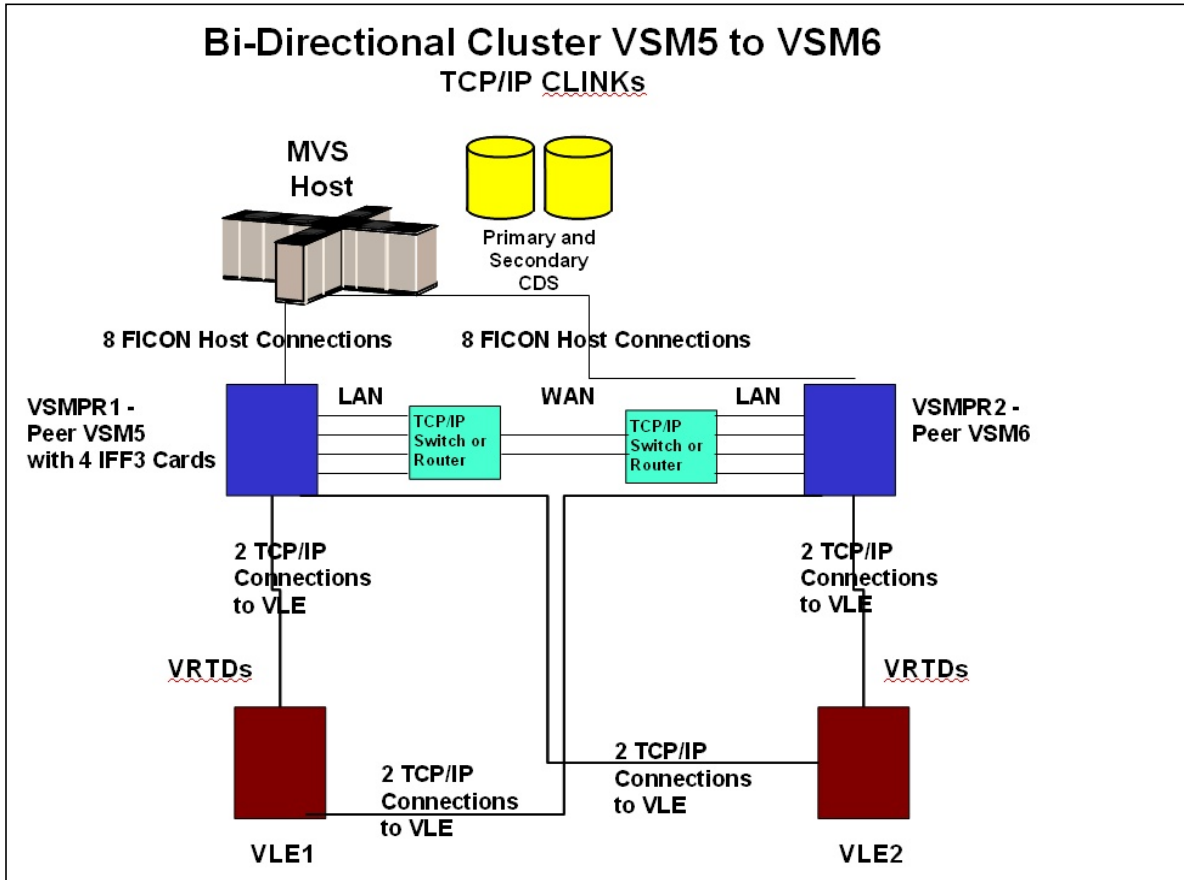 Bi-Directional Cluster VSM5 to VSM6
TCP/IP CLINKs
MVS
Host
Primary and
Secondary
CDS
8 FICON Host Connections
8 FICON Host Connections
VSMPR1 -
Peer VSM5
with 4 IFF3 Cards
LAN
TCP/IP
Switch or
Router
WAN
TCP/IP
Switch or
Router
LAN
VSMPR2 -
Peer VSM6
2 TCP/IP
Connections
to VLE
2 TCP/IP
Connections
to VLE
VRTDs
VRTDs
2 TCP/IP
Connections
to VLE
2 TCP/IP
Connections
to VLE
VLE1
VLE2